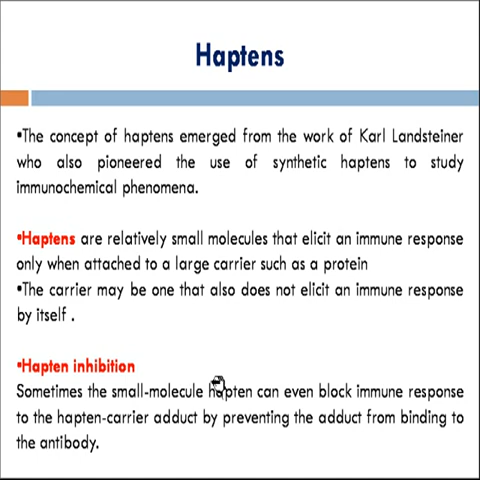 Haptens
•The concept of haptens emerged from the work of Karl Landsteiner
who also pioneered the use of synthetic haptens to study
immunochemical phenomena.
•Haptens are relatively small molecules that elicit an immune response
only when attached to a large carrier such as a protein
•The carrier may be one that also does not elicit an immune response
by itself .
•Hapten inhibition
Sometimes the small-molecule hapten can even block immune response
to the hapten-carrier adduct by preventing the adduct from binding to
the antibody.